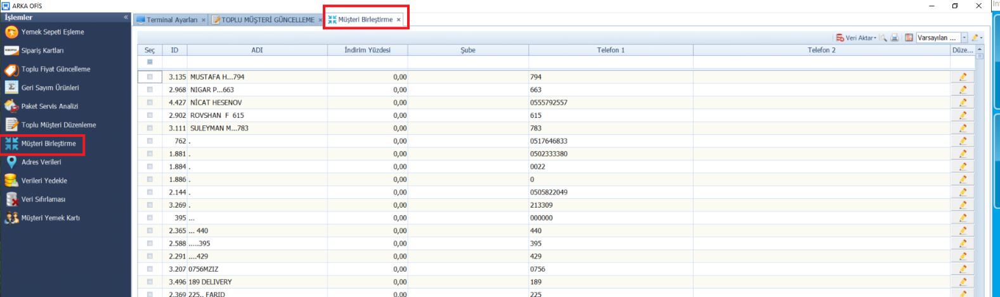 ARKA OFİS
Int
İşlemler «
Terminal Ayarları × TOPLU MÜŞTERİ GÜNCELLEME × Müşteri Birleştirme ×
Yemek Sepeti Eşleme
Sipariş Kartları
Toplu Fiyat Güncelleme
Geri Sayım Ürünleri
Paket Servis Analizi
Toplu Müşteri Düzenleme
Müşteri Birleştirme
Adres Verileri
Verileri Yedekle
Veri Sıfırlaması
Müşteri Yemek Kartı
Veri Aktar Varsayılan ...
Seç ID ADI İndirim Yüzdesi Şube Telefon 1 Telefon 2 Düze...
3.135 MUSTAFA H...794 0,00 794
2.968 NIGAR P...663 0,00 663
4.427 NİCAT HESENOV 0,00 0555792557
2.902 ROVSHAN F 615 0,00 615
3.111 SULEYMAN M...783 0,00 783
762 . 0,00 0517646833
1.881 . 0,00 0502333380
1.884 . 0,00 0022
1.886 . 0,00 0
2.144 . 0,00 0505822049
3.269 . 0,00 213309
395 ... 0,00 000000
2.365 ... 440 0,00 440
2.588 .....395 0,00 395
2.291 ....429 0,00 429
3.207 0756MZIZ 0,00 0756
3.496 189 DELIVERY 0,00 189
2.369 225.. FARID 0,00 225